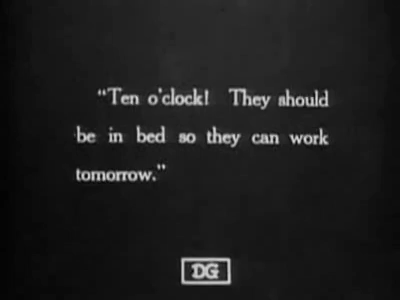 "Ten o'clock! They should
be in bed so they can work
tomorrow."
DG